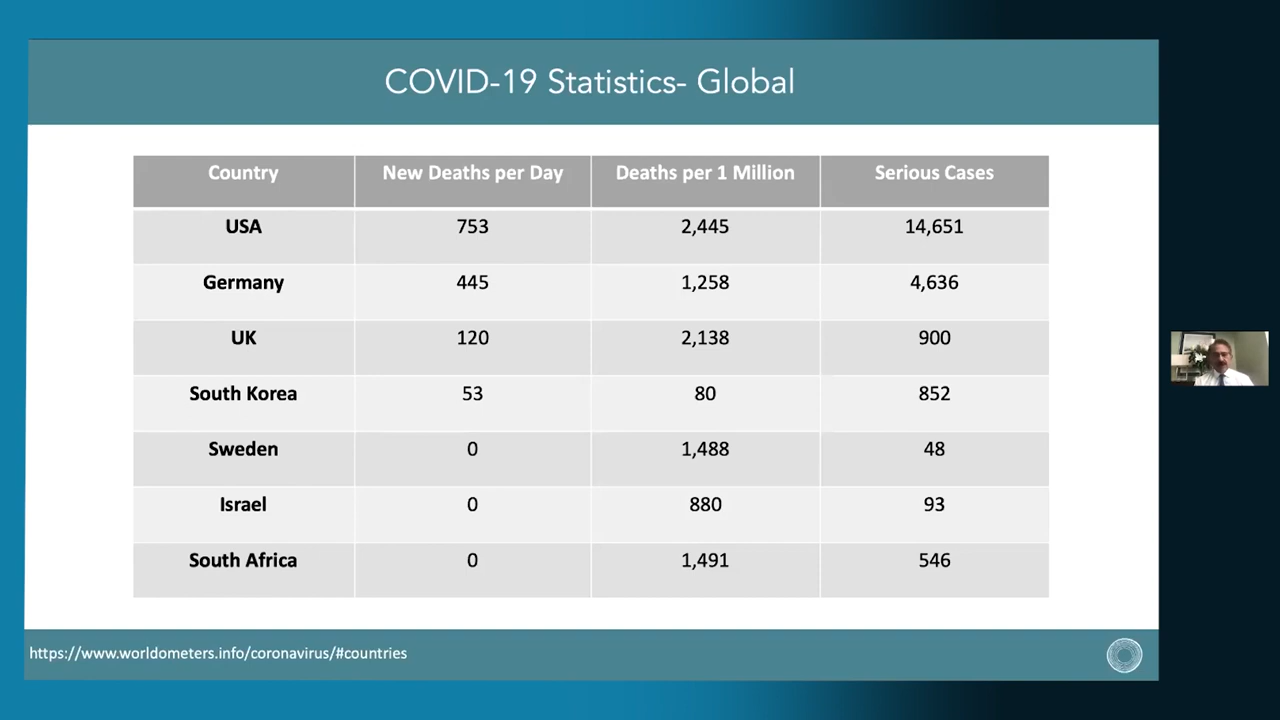 COVID-19 Statistics- Global
Country New Deaths per Day Deaths per 1 Million Serious Cases
USA 753 2,445 14,651
Germany 445 1,258 4,636
UK 120 2,138 900
South Korea 53 80 852
Sweden 0 1,488 48
Israel 0 880 93
South Africa 0 1,491 546
https://www.worldometers.info/coronavirus/#countries